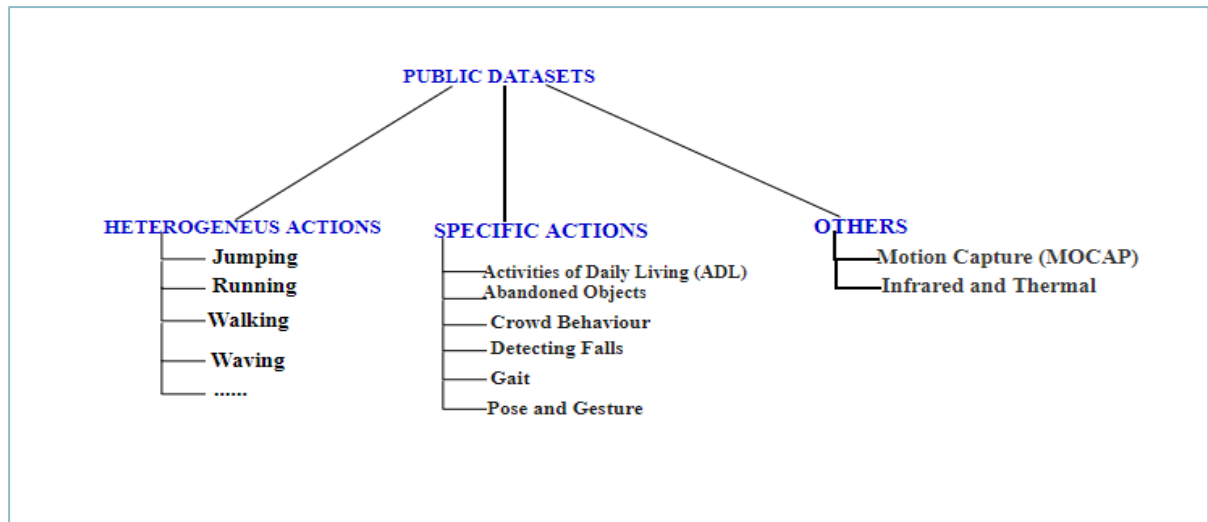 PUBLIC DATASETS
HETEROGENEUS ACTIONS
Jumping
Running
Walking
Waving
......
SPECIFIC ACTIONS
Activities of Daily Living (ADL)
Abandoned Objects
Crowd Behaviour
Detecting Falls
Gait
Pose and Gesture
OTHERS
Motion Capture (MOCAP)
Infrared and Thermal